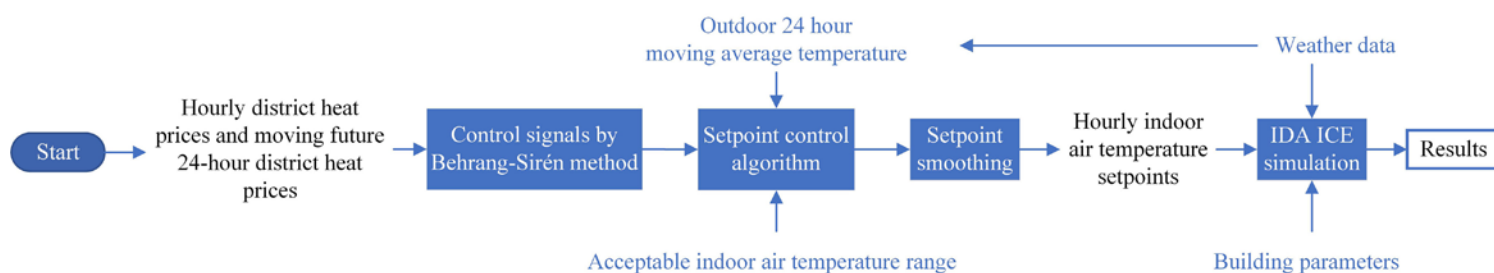 Outdoor 24 hour
moving average temperature
Weather data
Start
Hourly district heat
prices and moving future
24-hour district heat
prices
Control signals by
Behrang-Sirén method
Setpoint control
algorithm
Setpoint
smoothing
Hourly indoor
air temperature
setpoints
IDA ICE
simulation
Results
Acceptable indoor air temperature range
Building parameters